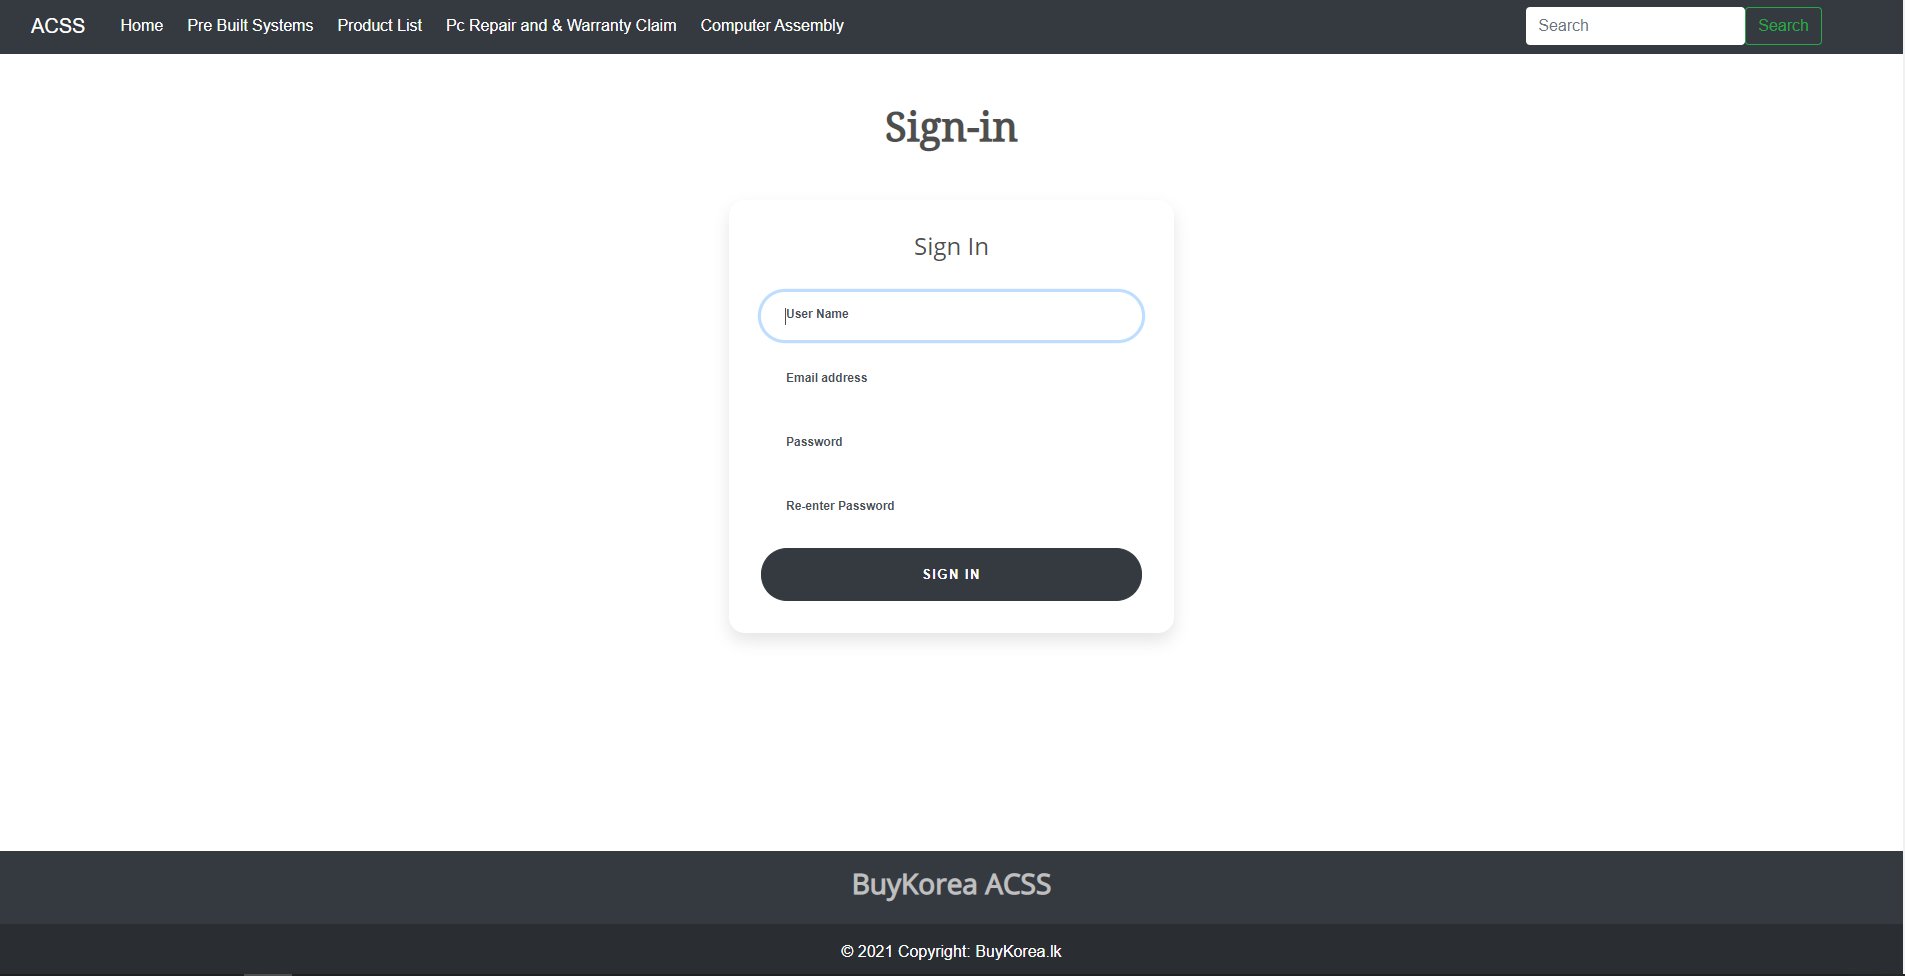 ACSS Home Pre Built Systems Product List Pc Repair and & Warranty Claim Computer Assembly Search Search
Sign-in
Sign In
User Name
Email address
Password
Re-enter Password
SIGN IN
BuyKorea ACSS
© 2021 Copyright: BuyKorea.lk